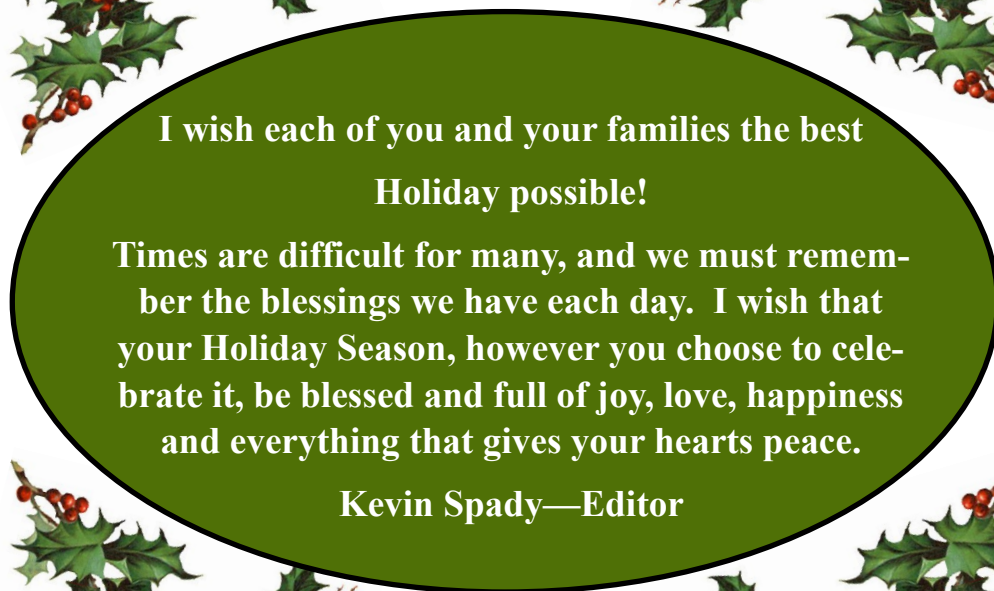 I wish each of you and your families the best
Holiday possible!
Times are difficult for many, and we must remem-
ber the blessings we have each day.  I wish that
your Holiday Season, however you choose to cele-
brate it, be blessed and full of joy, love, happiness
and everything that gives your hearts peace.
Kevin Spady—Editor